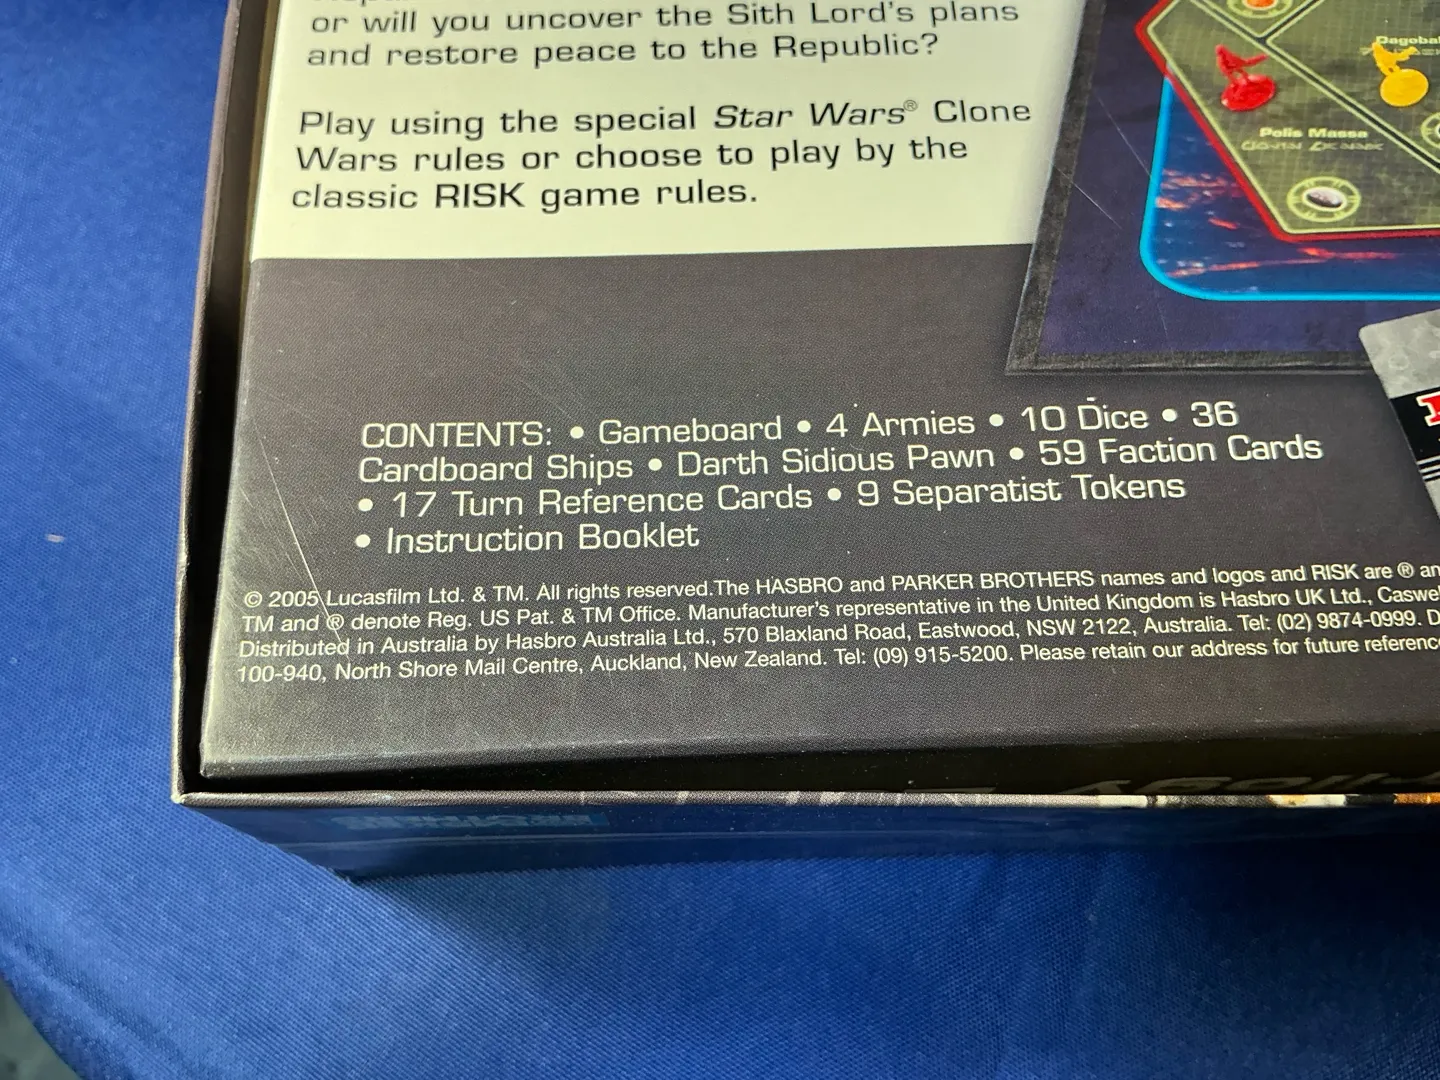 or will you uncover the Sith Lord's plans
and restore peace to the Republic?
Play using the special Star Wars® Clone
Wars rules or choose to play by the
classic RISK game rules.
Polis Massa
CONTENTS: • Gameboard • 4 Armies • 10 Dice • 36
Cardboard Ships • Darth Sidious Pawn • 59 Faction Cards
• 17 Turn Reference Cards • 9 Separatist Tokens
• Instruction Booklet
© 2005 Lucasfilm Ltd. & TM. All rights reserved.The HASBRO and PARKER BROTHERS names and logos and RISK are ® an
TM and ® denote Reg. US Pat. & TM Office. Manufacturer's representative in the United Kingdom is Hasbro UK Ltd., Caswe
Distributed in Australia by Hasbro Australia Ltd., 570 Blaxland Road, Eastwood, NSW 2122, Australia. Tel: (02) 9874-0999. D
100-940, North Shore Mail Centre, Auckland, New Zealand. Tel: (09) 915-5200. Please retain our address for future referenc